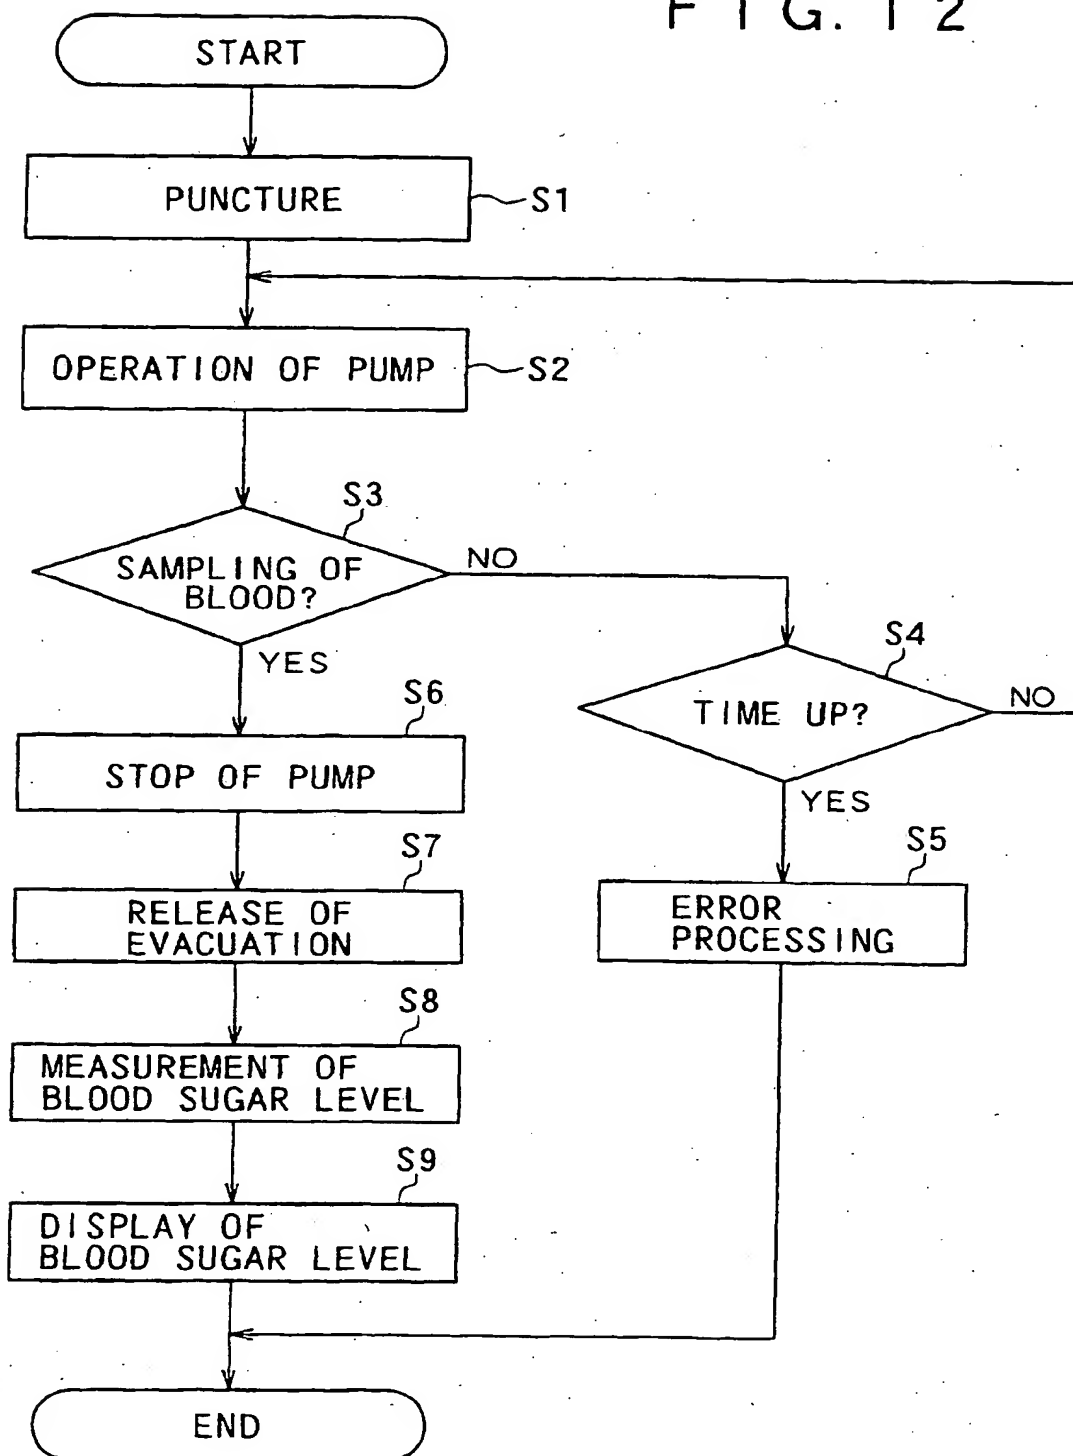 FIG. 12
START
PUNCTURE
S1
OPERATION OF PUMP
S2
S3
SAMPLING OF
BLOOD?
NO
YES
S4
TIME UP?
NO
YES
S5
ERROR
PROCESSING
S6
STOP OF PUMP
S7
RELEASE OF
EVACUATION
S8
MEASUREMENT OF
BLOOD SUGAR LEVEL
S9
DISPLAY OF
BLOOD SUGAR LEVEL
END